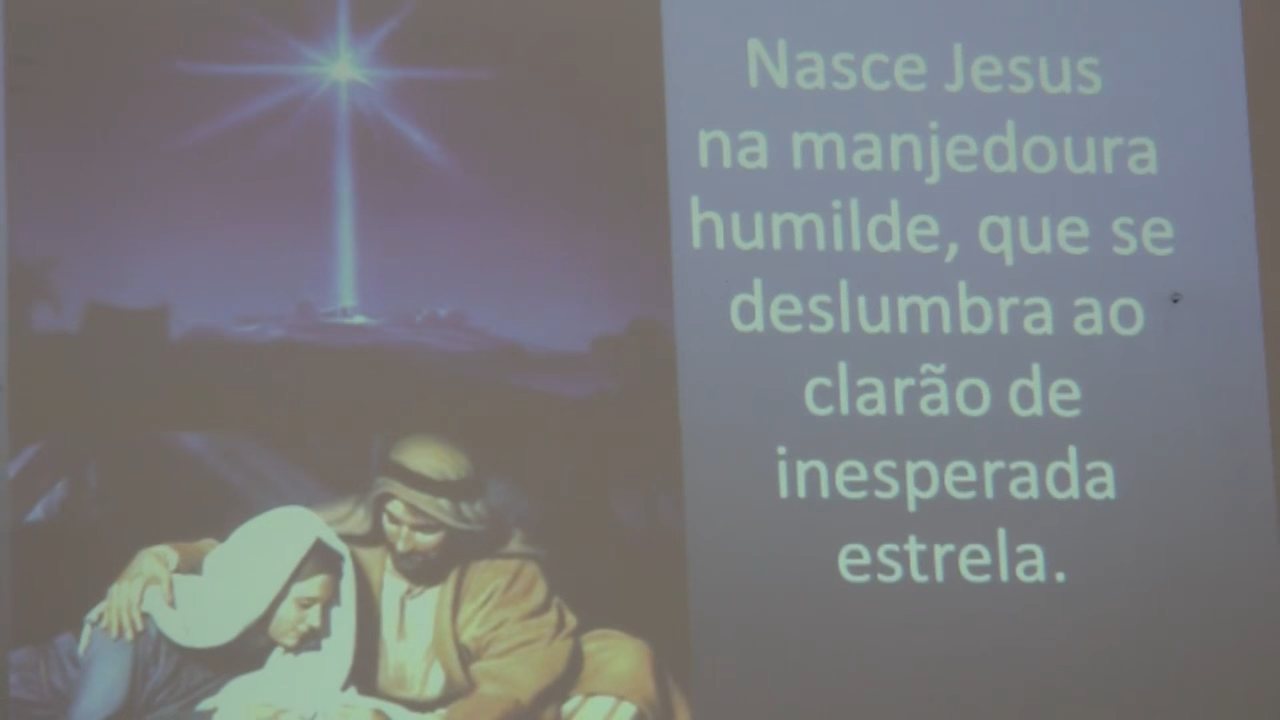 Nasce Jesus
na manjedoura
humilde, que se
deslumbra ao
clarão de
inesperada
estrela.